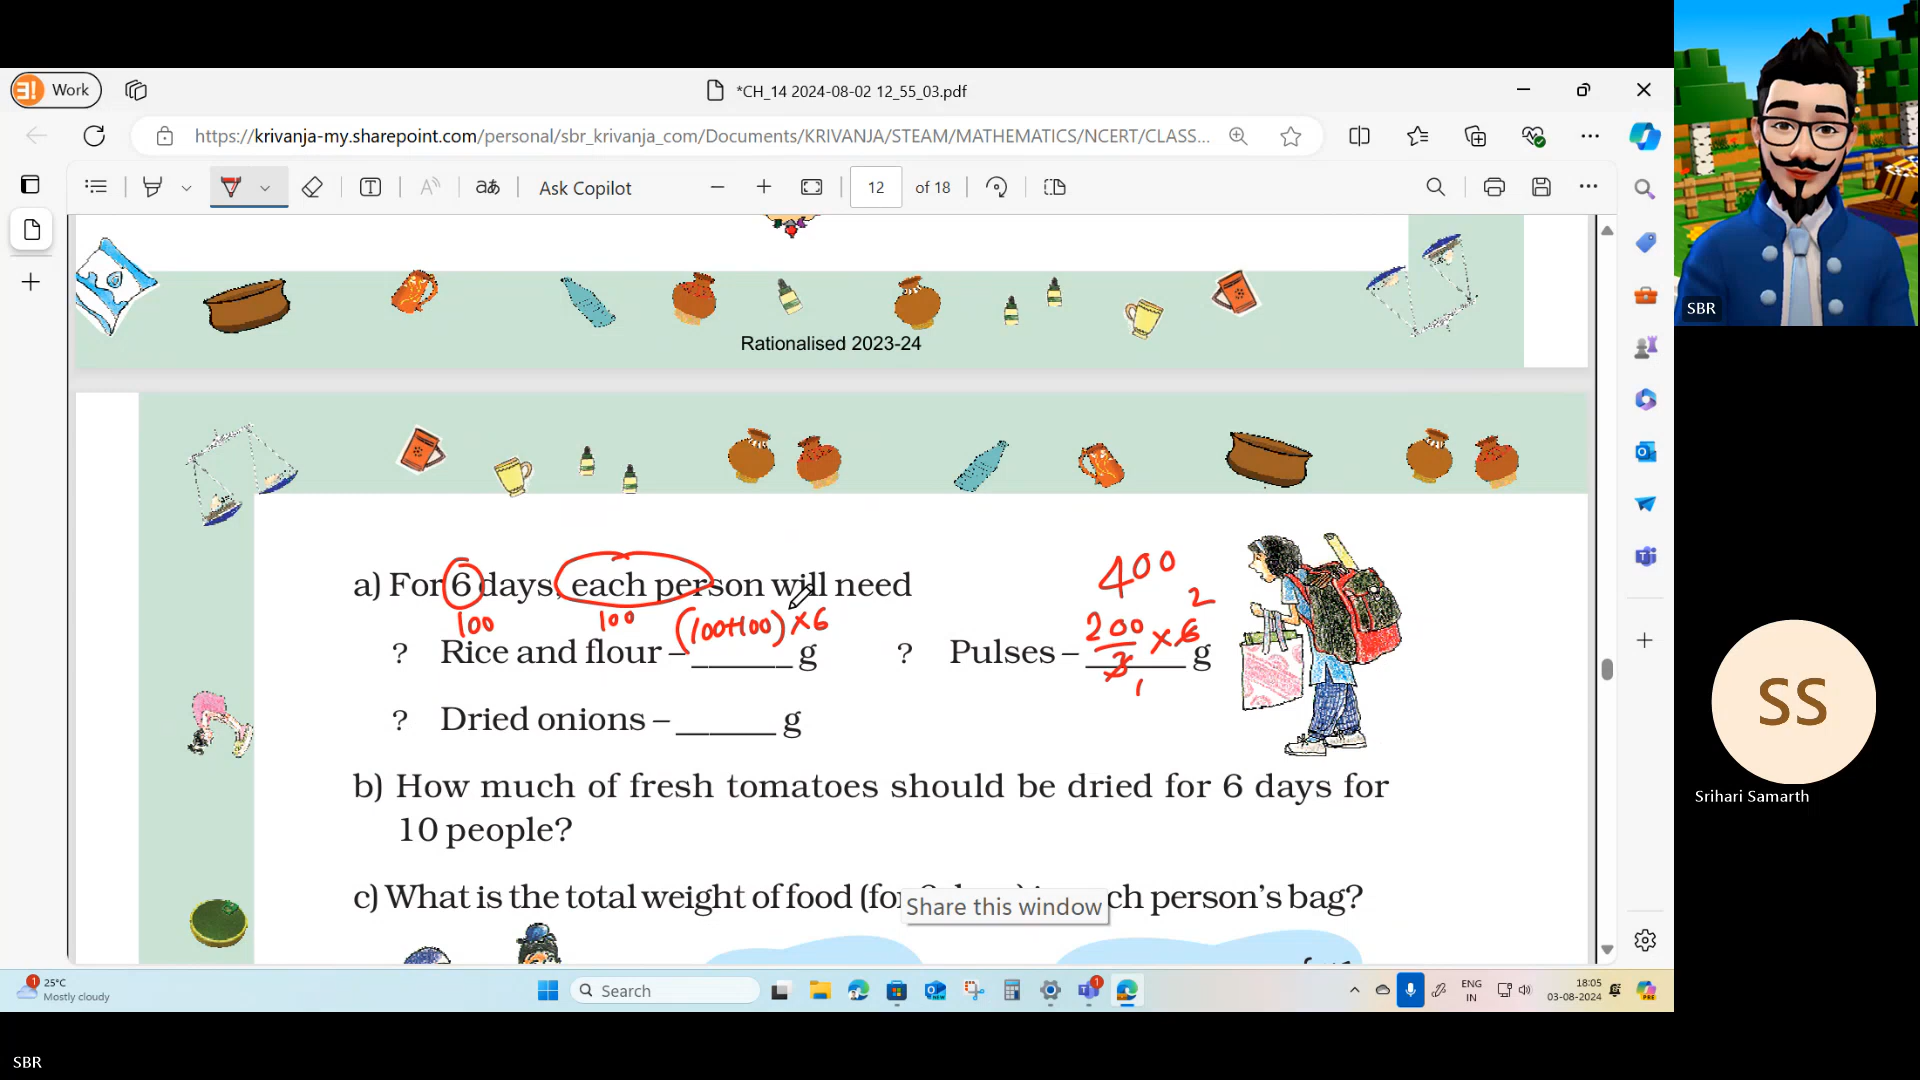 Work
*CH_14 2024-08-02 12_55_03.pdf
https://krivanja-my.sharepoint.com/personal/sbr_krivanja_com/Documents/KRIVANJA/STEAM/MATHEMATICS/NCERT/CLASS...
Ask Copilot
12 of 18
SBR
Rationalised 2023-24
400
a) For 6 days, each person will need
100 100 (100+100) × 6
200/3 × 6
2
1
? Rice and flour – ______ g ? Pulses – ______ g
? Dried onions – ______ g
b) How much of fresh tomatoes should be dried for 6 days for
10 people?
c) What is the total weight of food (for
ch person's bag?
Share this window
SS
Srihari Samarth
1
25°C
Mostly cloudy
Search
1
ENG
IN
18:05
03-08-2024
SBR